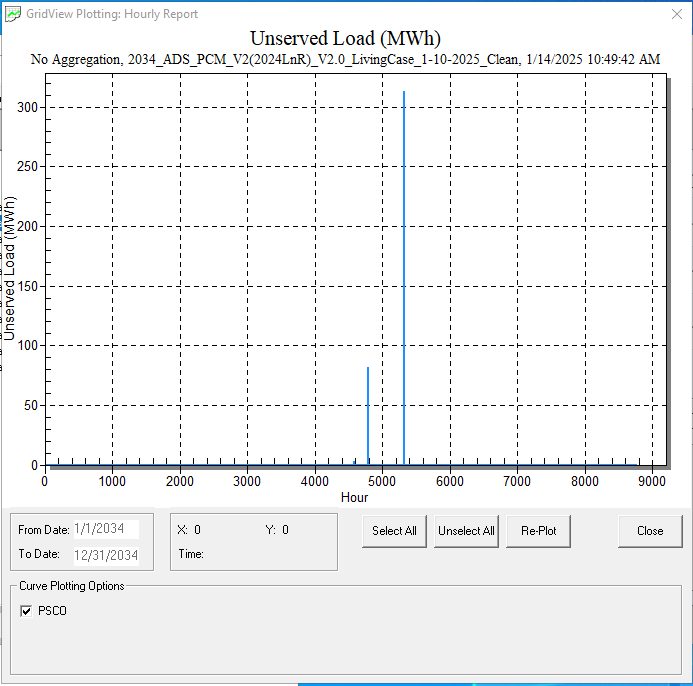 GridView Plotting: Hourly Report
Unserved Load (MWh)
No Aggregation, 2034_ADS_PCM_V2(2024LnR)_V2.0_LivingCase_1-10-2025_Clean, 1/14/2025 10:49:42 AM
Unserved Load (MWh)
300
250
200
150
100
50
0
0 1000 2000 3000 4000 5000 6000 7000 8000 9000
Hour
From Date: 1/1/2034
To Date: 12/31/2034
X: 0 Y: 0
Time:
Select All Unselect All Re-Plot Close
Curve Plotting Options
PSCO